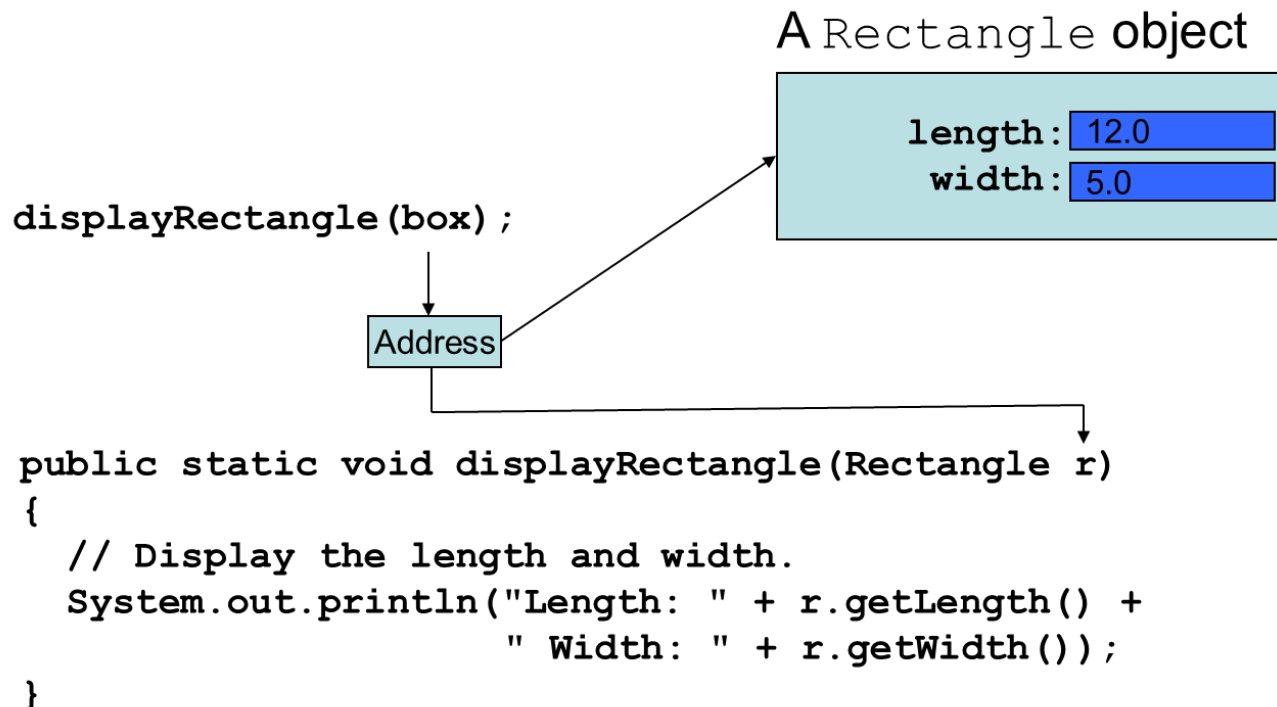 A Rectangle object
length: 12.0
width: 5.0
displayRectangle(box);
Address
public static void displayRectangle(Rectangle r)
{
// Display the length and width.
System.out.println("Length: " + r.getLength() +
" Width: " + r.getWidth());
}